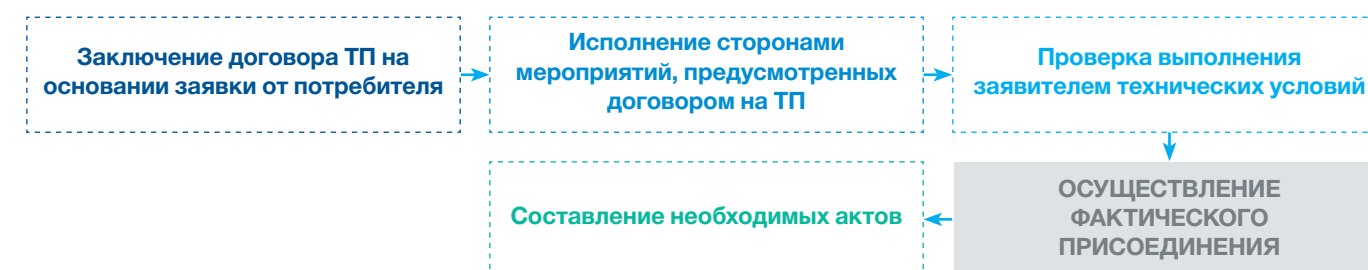 Заключение договора ТП на
основании заявки от потребителя
Исполнение сторонами
мероприятий, предусмотренных
договором на ТП
Проверка выполнения
заявителем технических условий
ОСУЩЕСТВЛЕНИЕ
ФАКТИЧЕСКОГО
ПРИСОЕДИНЕНИЯ
Составление необходимых актов